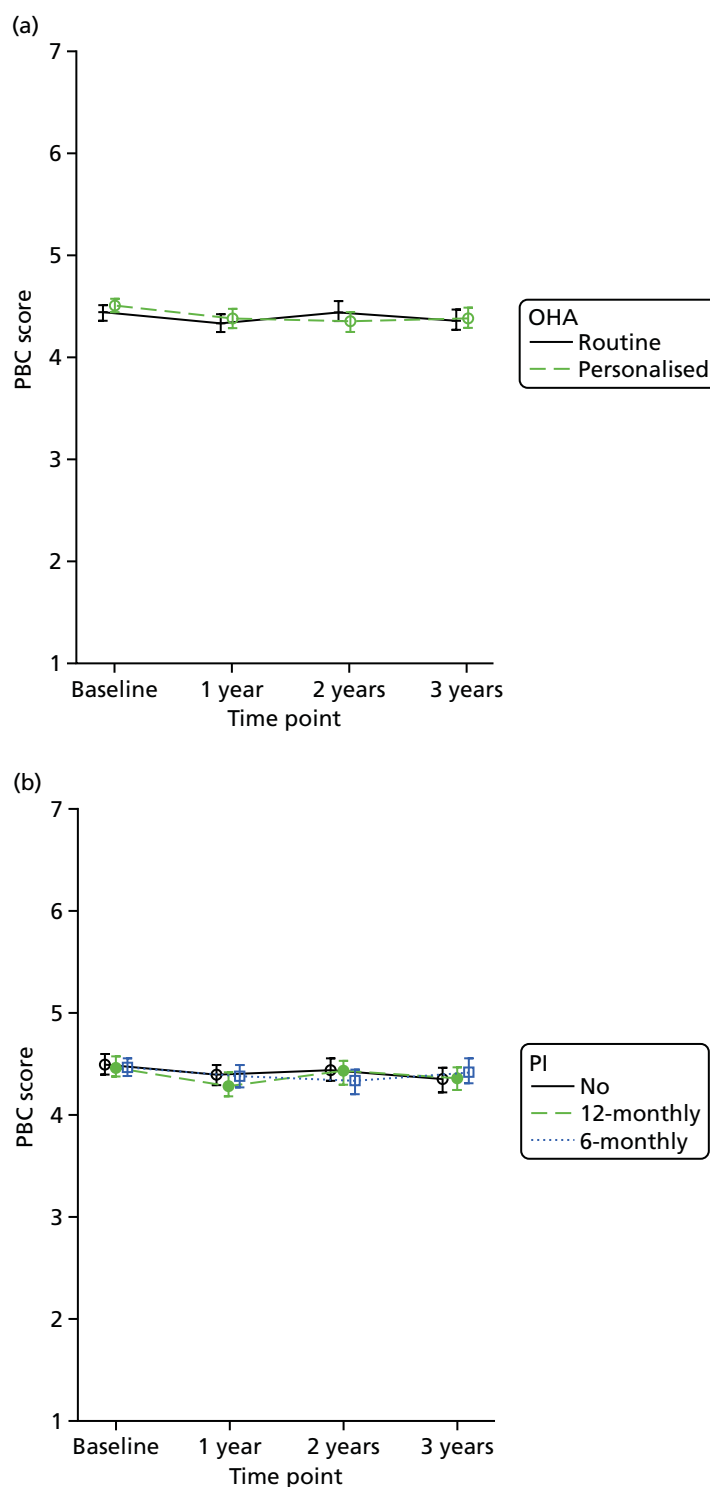 (a)
7
6
5
4
3
2
1
PBC score
Baseline
1 year
2 years
3 years
Time point
OHA
Routine
Personalised
(b)
7
6
5
4
3
2
1
PBC score
Baseline
1 year
2 years
3 years
Time point
PI
No
12-monthly
6-monthly